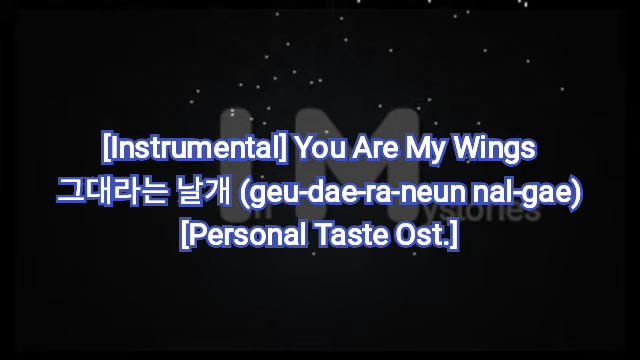 [Instrumental] You Are My Wings
그대라는 날개 (geu-dae-ra-neun nal-gae)
[Personal Taste Ost.]
I M
ystories